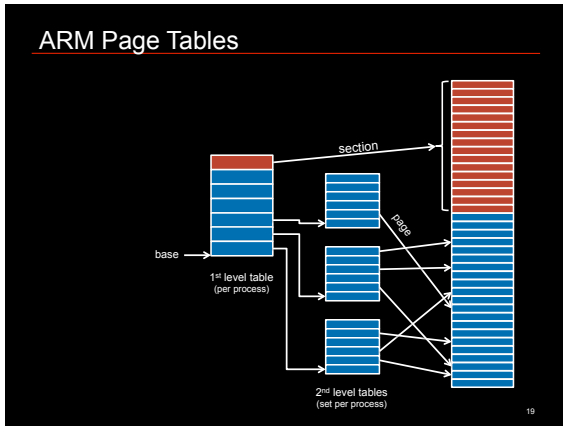 ARM Page Tables
section
page
base
1st level table
(per process)
2nd level tables
(set per process)
19